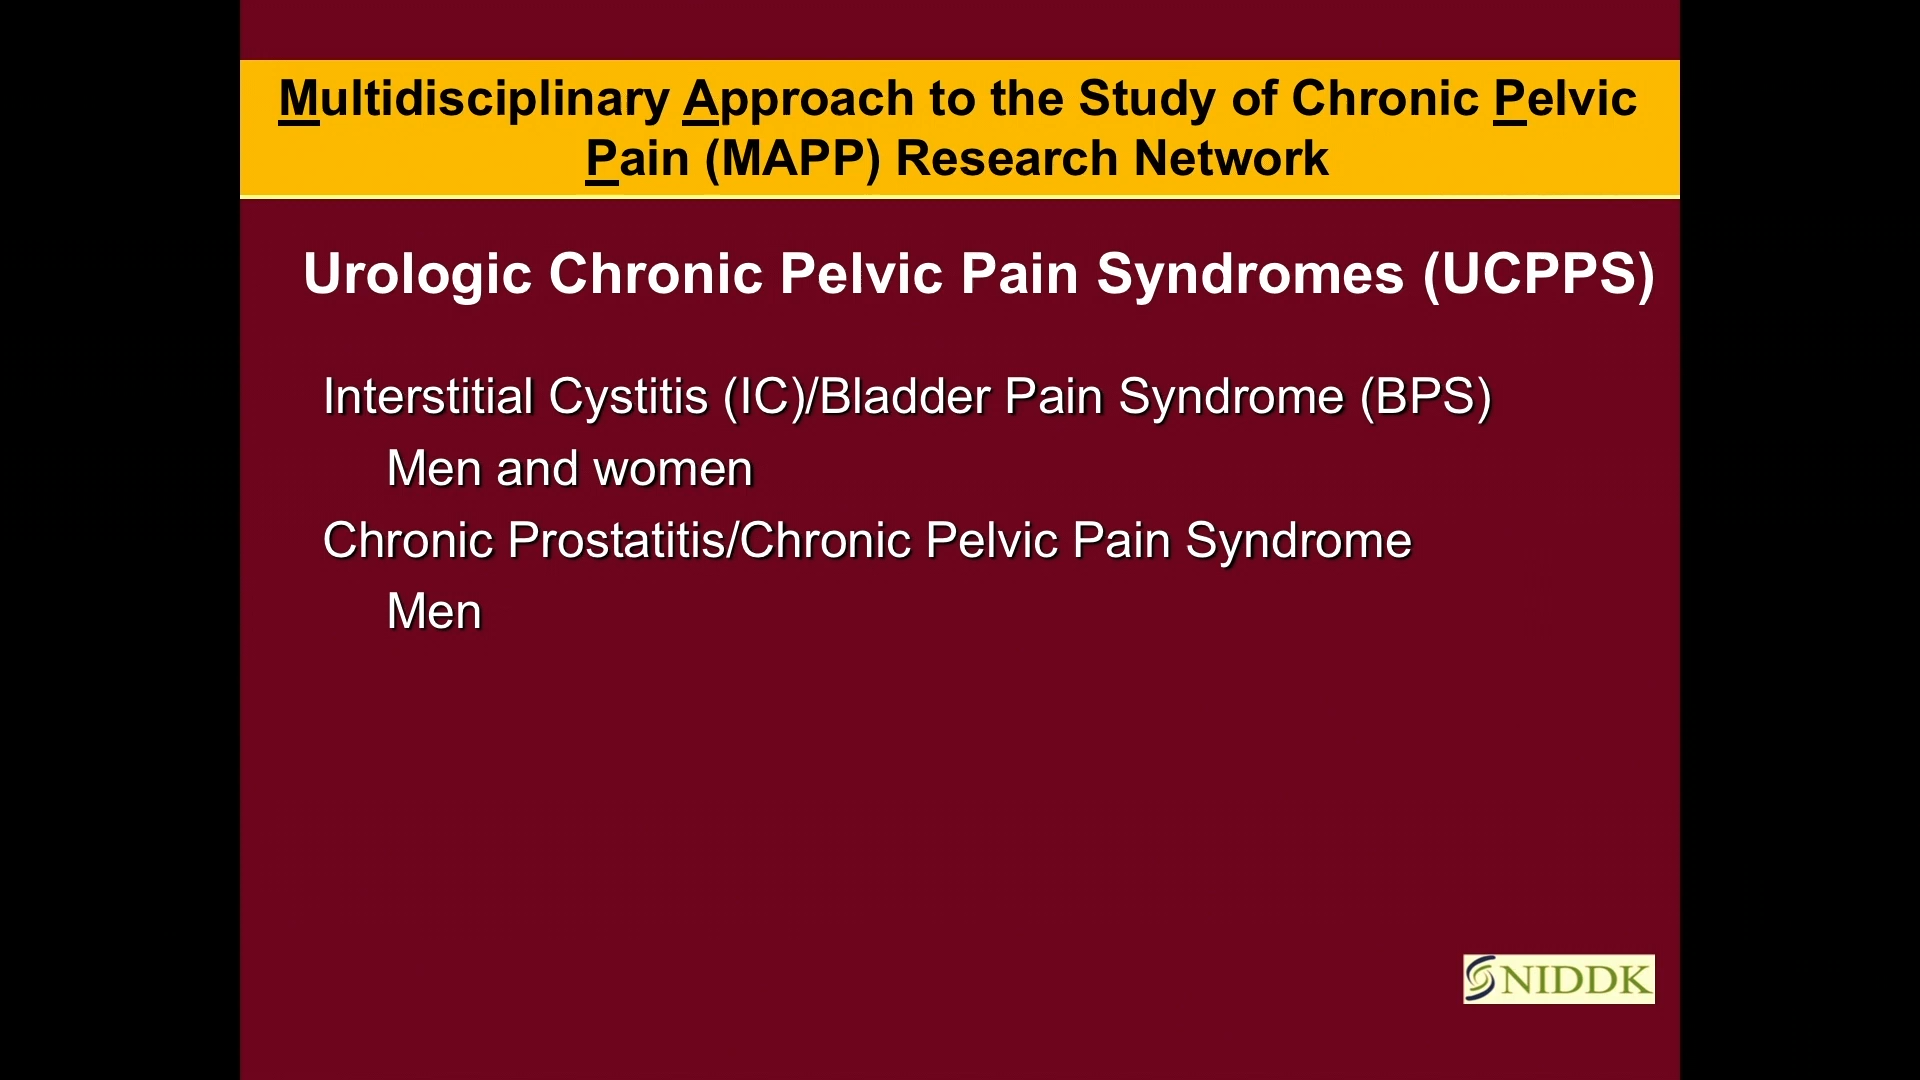 Multidisciplinary Approach to the Study of Chronic Pelvic
Pain (MAPP) Research Network
Urologic Chronic Pelvic Pain Syndromes (UCPPS)
Interstitial Cystitis (IC)/Bladder Pain Syndrome (BPS)
Men and women
Chronic Prostatitis/Chronic Pelvic Pain Syndrome
Men
NIDDK